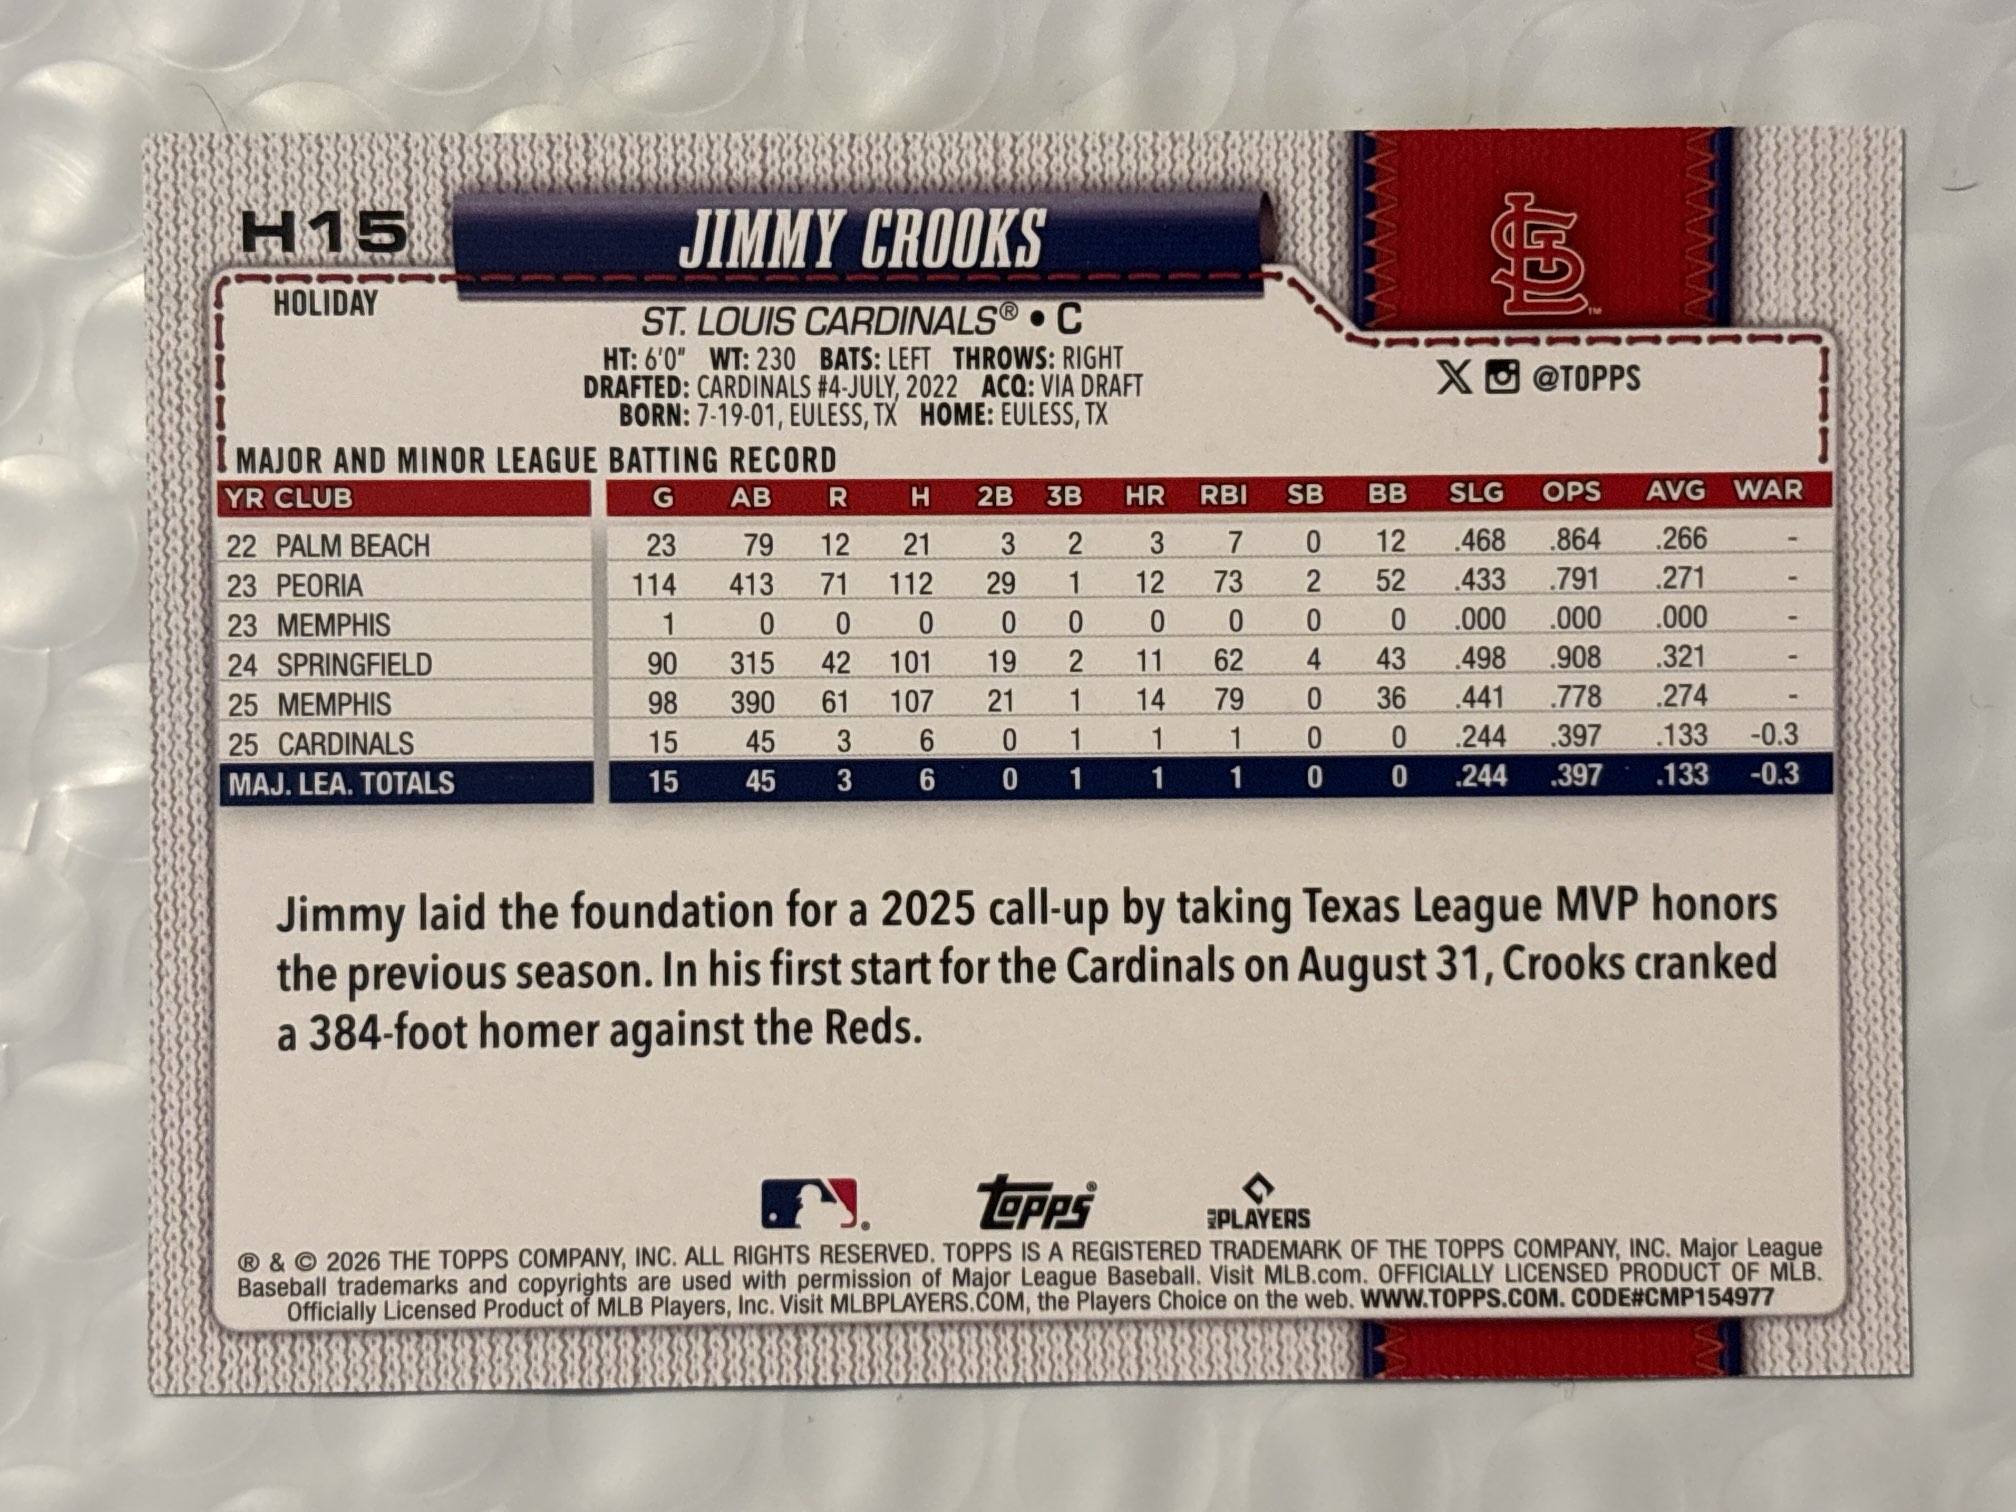 H15
JIMMY CROOKS
STL™
HOLIDAY
ST. LOUIS CARDINALS® • C
HT: 6'0" WT: 230 BATS: LEFT THROWS: RIGHT
DRAFTED: CARDINALS #4-JULY, 2022 ACQ: VIA DRAFT
BORN: 7-19-01, EULESS, TX HOME: EULESS, TX
X @TOPPS
MAJOR AND MINOR LEAGUE BATTING RECORD
YR CLUB G AB R H 2B 3B HR RBI SB BB SLG OPS AVG WAR
22 PALM BEACH 23 79 12 21 3 2 3 7 0 12 .468 .864 .266 -
23 PEORIA 114 413 71 112 29 1 12 73 2 52 .433 .791 .271 -
23 MEMPHIS 1 0 0 0 0 0 0 0 0 0 .000 .000 .000 -
24 SPRINGFIELD 90 315 42 101 19 2 11 62 4 43 .498 .908 .321 -
25 MEMPHIS 98 390 61 107 21 1 14 79 0 36 .441 .778 .274 -
25 CARDINALS 15 45 3 6 0 1 1 1 0 0 .244 .397 .133 -0.3
MAJ. LEA. TOTALS 15 45 3 6 0 1 1 1 0 0 .244 .397 .133 -0.3
Jimmy laid the foundation for a 2025 call-up by taking Texas League MVP honors
the previous season. In his first start for the Cardinals on August 31, Crooks cranked
a 384-foot homer against the Reds.
Topps® MLB PLAYERS
® & © 2026 THE TOPPS COMPANY, INC. ALL RIGHTS RESERVED. TOPPS IS A REGISTERED TRADEMARK OF THE TOPPS COMPANY, INC. Major League
Baseball trademarks and copyrights are used with permission of Major League Baseball. Visit MLB.com. OFFICIALLY LICENSED PRODUCT OF MLB.
Officially Licensed Product of MLB Players, Inc. Visit MLBPLAYERS.COM, the Players Choice on the web. WWW.TOPPS.COM. CODE#CMP154977